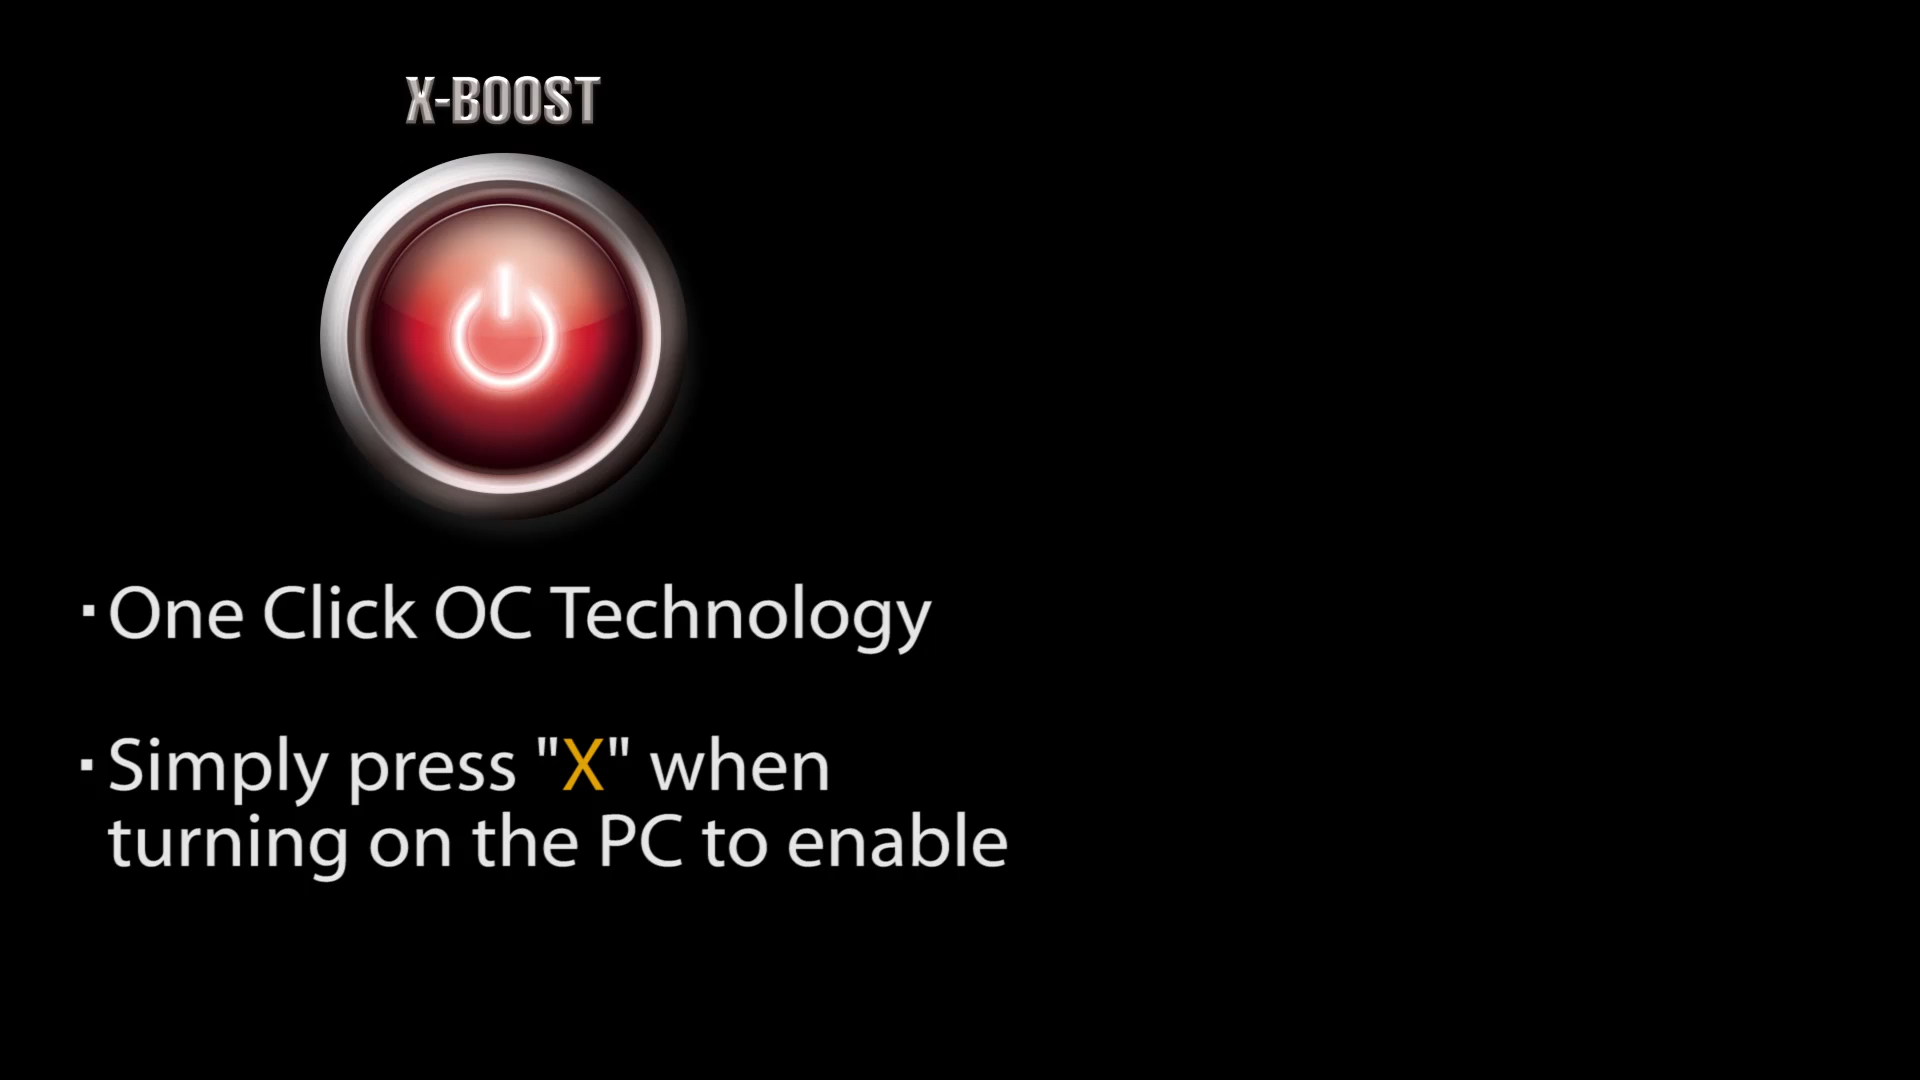 X-BOOST
▪ One Click OC Technology
▪ Simply press "X" when
turning on the PC to enable